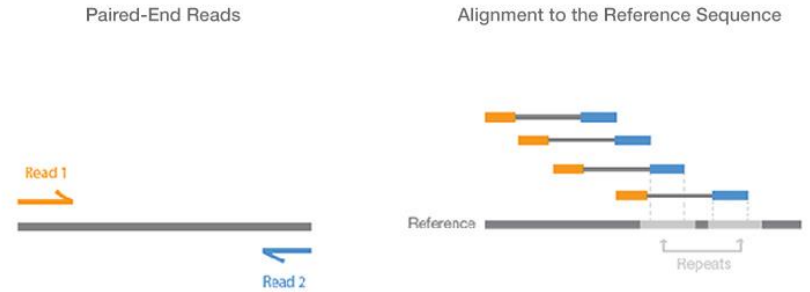 Paired-End Reads
Alignment to the Reference Sequence
Read 1
Reference
Repeats
Read 2